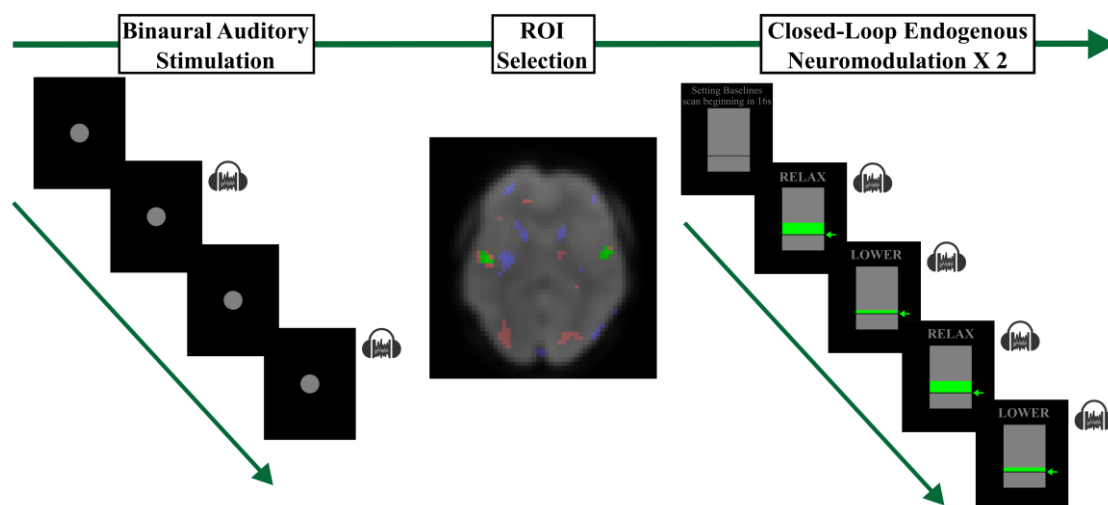 Binaural Auditory
Stimulation
ROI
Selection
Closed-Loop Endogenous
Neuromodulation X 2
Setting Baselines
scan beginning in 16s
RELAX
LOWER
RELAX
LOWER